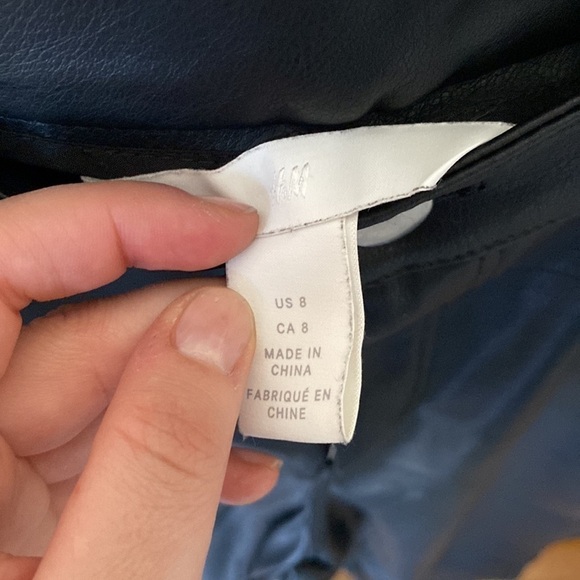 H&M
US 8
CA 8
MADE IN
CHINA
FABRIQUÉ EN
CHINE